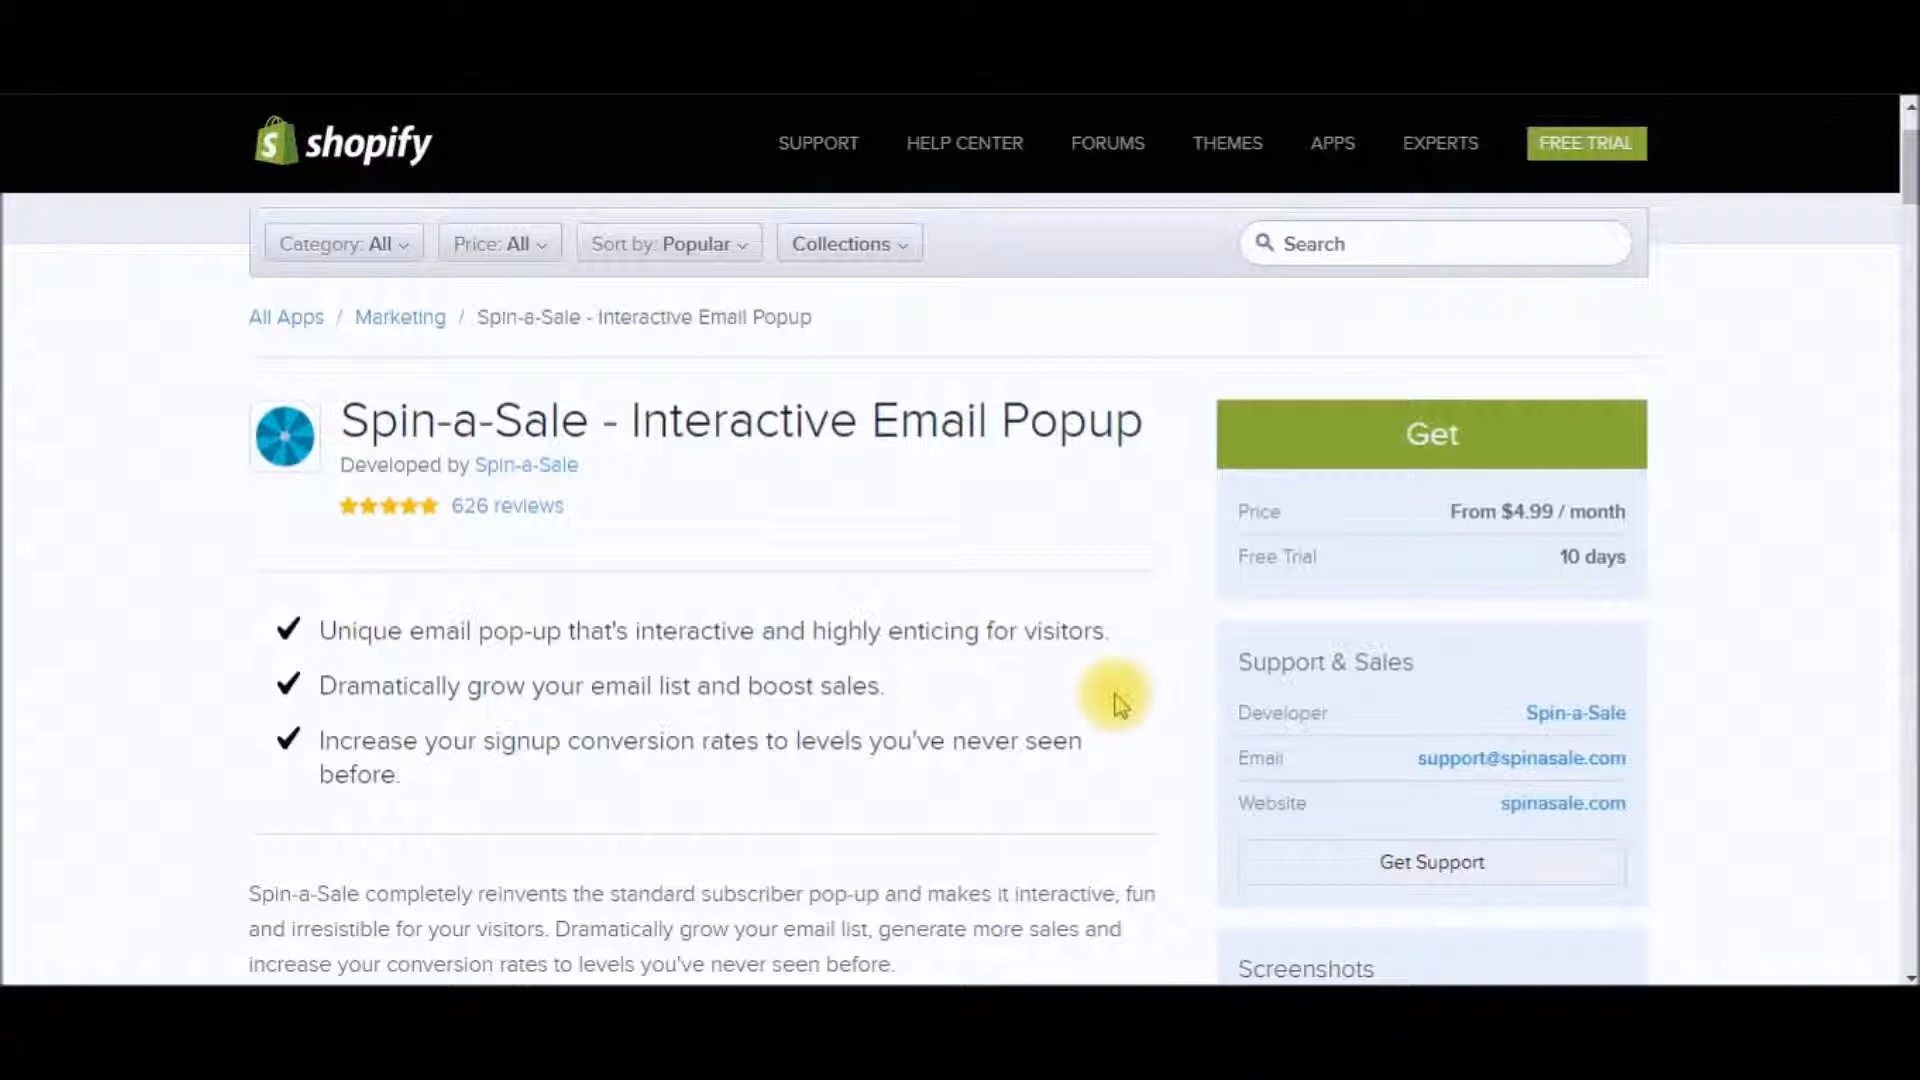 shopify
SUPPORT HELP CENTER FORUMS THEMES APPS EXPERTS FREE TRIAL
Category: All Price: All Sort by: Popular Collections Search
All Apps / Marketing / Spin-a-Sale - Interactive Email Popup
Spin-a-Sale - Interactive Email Popup
Developed by Spin-a-Sale
626 reviews
Unique email pop-up that's interactive and highly enticing for visitors.
Dramatically grow your email list and boost sales.
Increase your signup conversion rates to levels you've never seen
before.
Spin-a-Sale completely reinvents the standard subscriber pop-up and makes it interactive, fun
and irresistible for your visitors. Dramatically grow your email list, generate more sales and
increase your conversion rates to levels you've never seen before.
Get
Price From $4.99 / month
Free Trial 10 days
Support & Sales
Developer Spin-a-Sale
Email support@spinasale.com
Website spinasale.com
Get Support
Screenshots